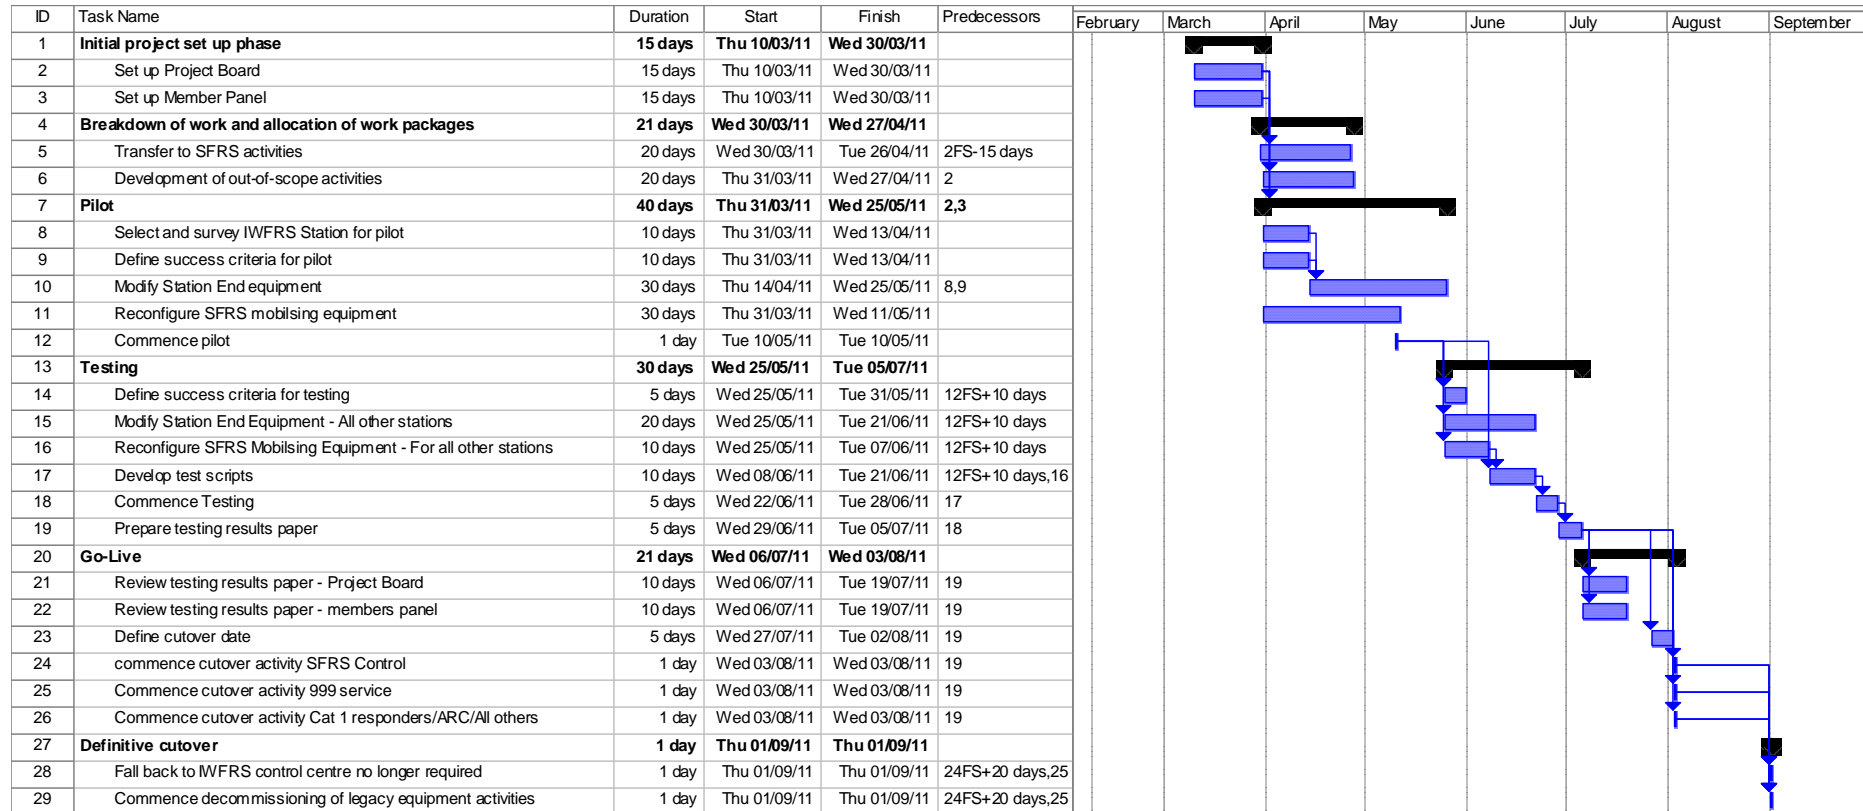 ID Task Name Duration Start Finish Predecessors February March April May June July August September
1 Initial project set up phase 15 days Thu 10/03/11 Wed 30/03/11
2 Set up Project Board 15 days Thu 10/03/11 Wed 30/03/11
3 Set up Member Panel 15 days Thu 10/03/11 Wed 30/03/11
4 Breakdown of work and allocation of work packages 21 days Wed 30/03/11 Wed 27/04/11
5 Transfer to SFRS activities 20 days Wed 30/03/11 Tue 26/04/11 2FS-15 days
6 Development of out-of-scope activities 20 days Thu 31/03/11 Wed 27/04/11 2
7 Pilot 40 days Thu 31/03/11 Wed 25/05/11 2,3
8 Select and survey IWFRS Station for pilot 10 days Thu 31/03/11 Wed 13/04/11
9 Define success criteria for pilot 10 days Thu 31/03/11 Wed 13/04/11
10 Modify Station End equipment 30 days Thu 14/04/11 Wed 25/05/11 8,9
11 Reconfigure SFRS mobilsing equipment 30 days Thu 31/03/11 Wed 11/05/11
12 Commence pilot 1 day Tue 10/05/11 Tue 10/05/11
13 Testing 30 days Wed 25/05/11 Tue 05/07/11
14 Define success criteria for testing 5 days Wed 25/05/11 Tue 31/05/11 12FS+10 days
15 Modify Station End Equipment - All other stations 20 days Wed 25/05/11 Tue 21/06/11 12FS+10 days
16 Reconfigure SFRS Mobilsing Equipment - For all other stations 10 days Wed 25/05/11 Tue 07/06/11 12FS+10 days
17 Develop test scripts 10 days Wed 08/06/11 Tue 21/06/11 12FS+10 days,16
18 Commence Testing 5 days Wed 22/06/11 Tue 28/06/11 17
19 Prepare testing results paper 5 days Wed 29/06/11 Tue 05/07/11 18
20 Go-Live 21 days Wed 06/07/11 Wed 03/08/11
21 Review testing results paper - Project Board 10 days Wed 06/07/11 Tue 19/07/11 19
22 Review testing results paper - members panel 10 days Wed 06/07/11 Tue 19/07/11 19
23 Define cutover date 5 days Wed 27/07/11 Tue 02/08/11 19
24 commence cutover activity SFRS Control 1 day Wed 03/08/11 Wed 03/08/11 19
25 Commence cutover activity 999 service 1 day Wed 03/08/11 Wed 03/08/11 19
26 Commence cutover activity Cat 1 responders/ARC/All others 1 day Wed 03/08/11 Wed 03/08/11 19
27 Definitive cutover 1 day Thu 01/09/11 Thu 01/09/11
28 Fall back to IWFRS control centre no longer required 1 day Thu 01/09/11 Thu 01/09/11 24FS+20 days,25
29 Commence decommissioning of legacy equipment activities 1 day Thu 01/09/11 Thu 01/09/11 24FS+20 days,25